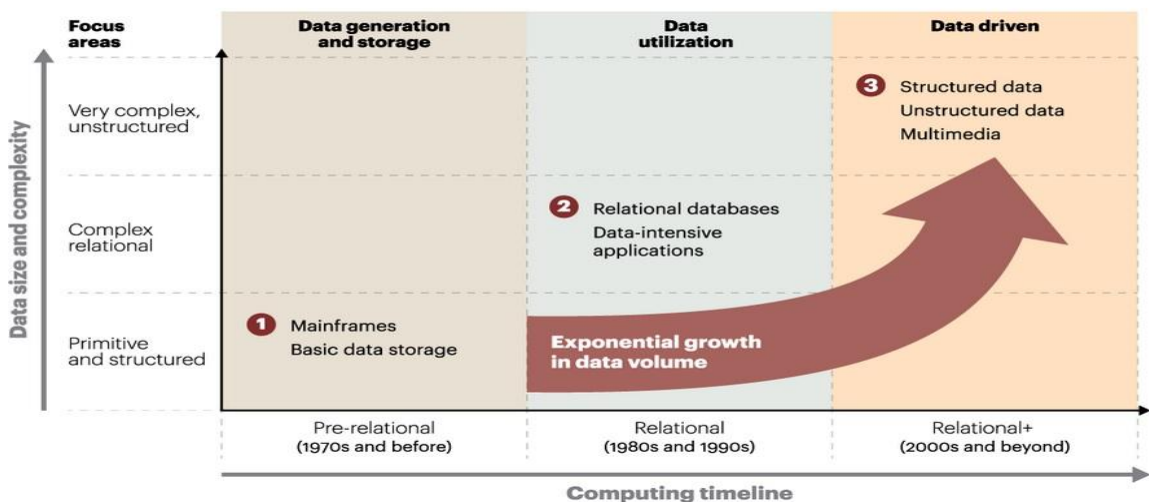 Focus
areas
Data generation
and storage
Data
utilization
Data driven
Data size and complexity
Very complex,
unstructured
3 Structured data
Unstructured data
Multimedia
Complex
relational
2 Relational databases
Data-intensive
applications
Primitive
and structured
1 Mainframes
Basic data storage
Exponential growth
in data volume
Pre-relational
(1970s and before)
Relational
(1980s and 1990s)
Relational+
(2000s and beyond)
Computing timeline